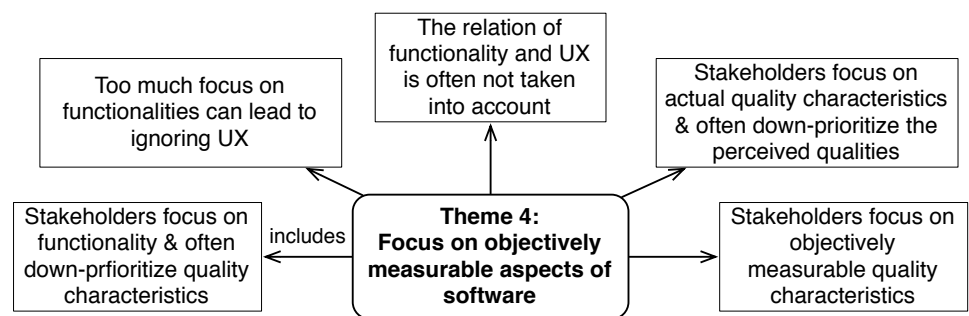 The relation of
functionality and UX
is often not taken
into account
Too much focus on
functionalities can lead to
ignoring UX
Stakeholders focus on
actual quality characteristics
& often down-prioritize the
perceived qualities
Stakeholders focus on
functionality & often
down-prfioritize quality
characteristics
includes
Theme 4:
Focus on objectively
measurable aspects of
software
Stakeholders focus on
objectively
measurable quality
characteristics